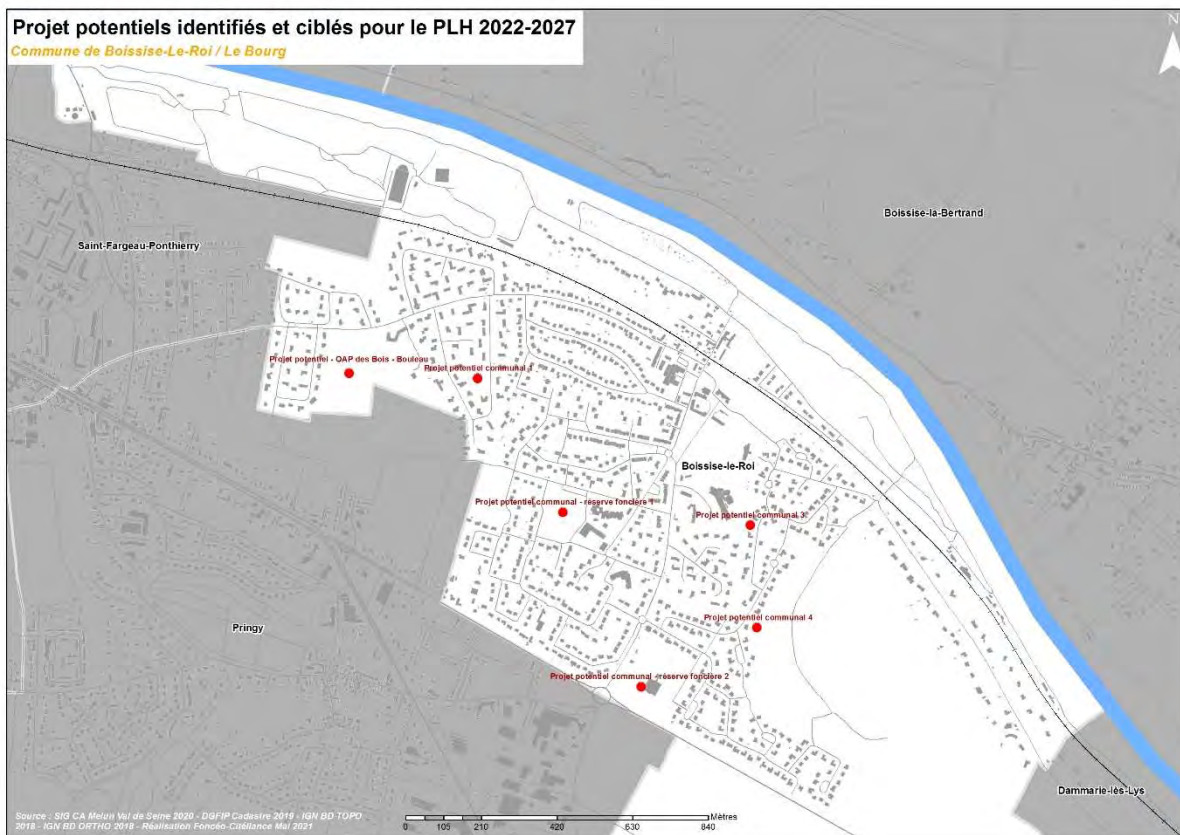 Projet potentiels identifiés et ciblés pour le PLH 2022-2027
Commune de Boissise-Le-Roi / Le Bourg
N
Boissise-la-Bertrand
Saint-Fargeau-Ponthierry
Projet potentiel - OAP des Bois - Bouleau
Projet potentiel communal 1
Boissise-le-Roi
Projet potentiel communal - réserve foncière 1
Projet potentiel communal 3
Projet potentiel communal 4
Pringy
Projet potentiel communal - réserve foncière 2
Dammarie-lès-Lys
Source : SIG CA Melun Val de Seine 2020 - DGFIP Cadastre 2019 - IGN BD TOPO
2018 - IGN BD ORTHO 2018 - Réalisation Foncéo-Citéliance Mai 2021
Mètres
0 105 210 420 630 840